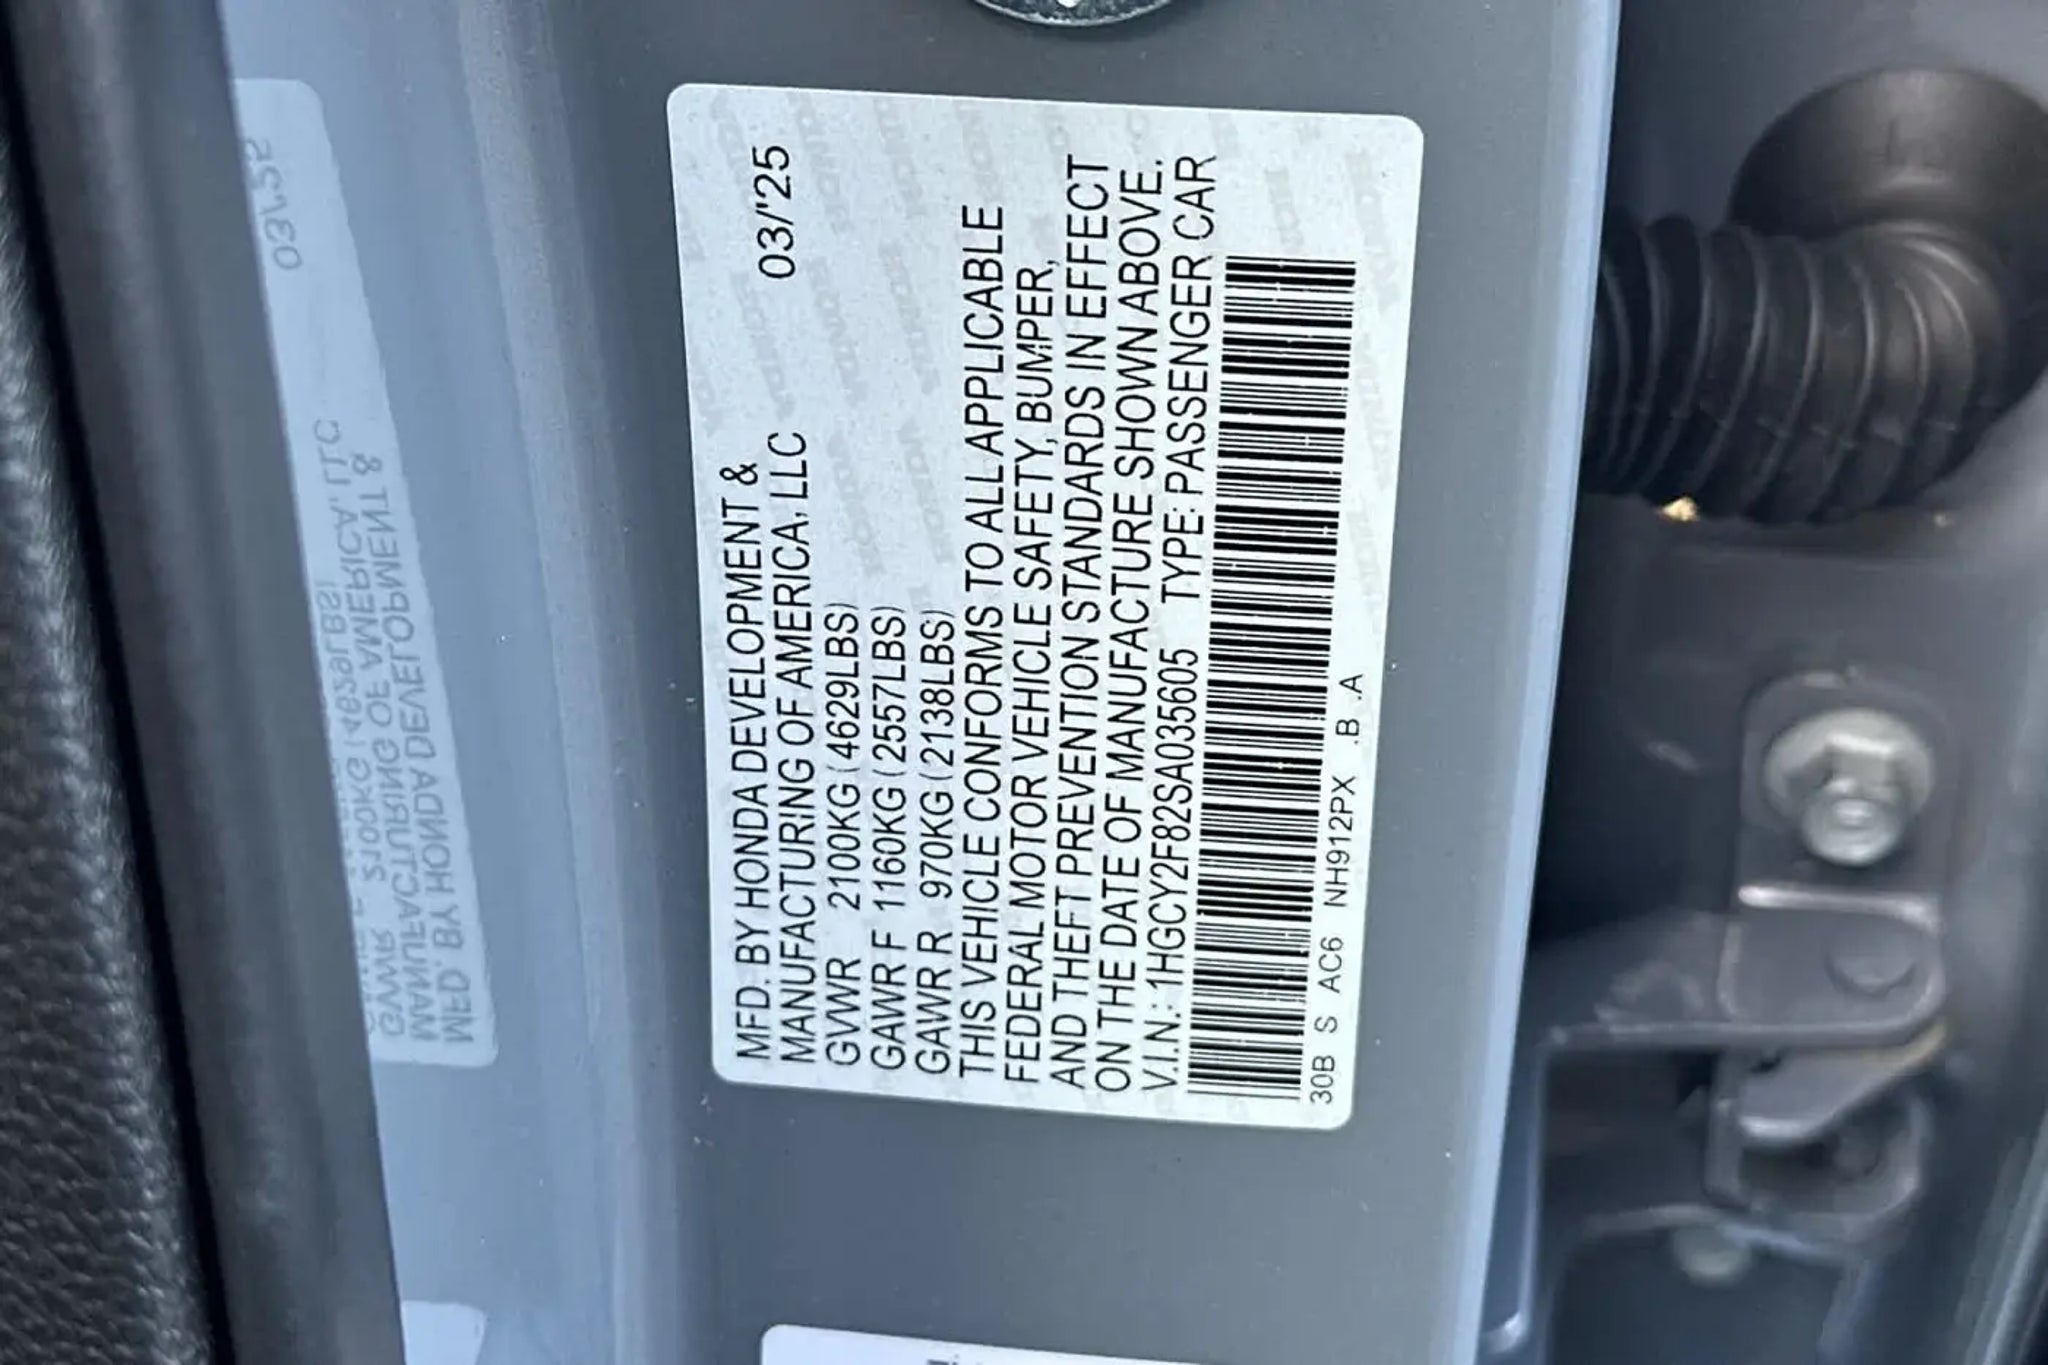 MFD. BY HONDA DEVELOPMENT &
MANUFACTURING OF AMERICA, LLC 03/'25
GVWR 2100KG (4629LBS)
GAWR F 1160KG (2557LBS)
GAWR R 970KG (2138LBS)
THIS VEHICLE CONFORMS TO ALL APPLICABLE
FEDERAL MOTOR VEHICLE SAFETY, BUMPER,
AND THEFT PREVENTION STANDARDS IN EFFECT
ON THE DATE OF MANUFACTURE SHOWN ABOVE.
V.I.N.: 1HGCY2F82SA035605 TYPE: PASSENGER CAR
30B S AC6 NH912PX .B .A